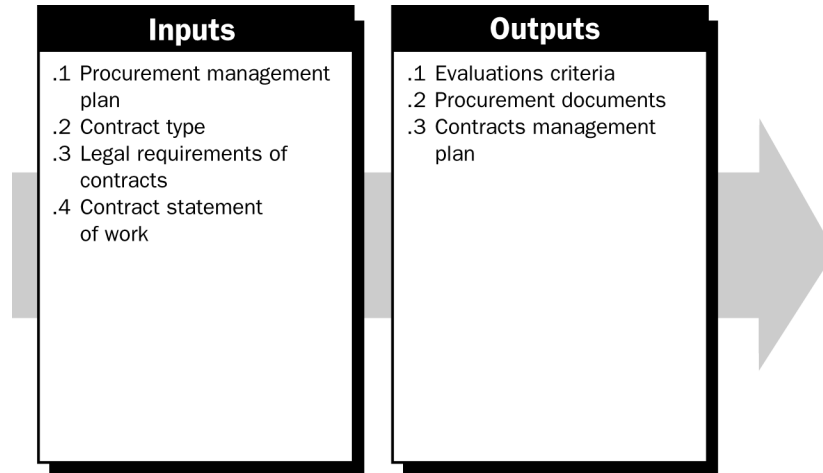 Inputs
.1 Procurement management
plan
.2 Contract type
.3 Legal requirements of
contracts
.4 Contract statement
of work
Outputs
.1 Evaluations criteria
.2 Procurement documents
.3 Contracts management
plan